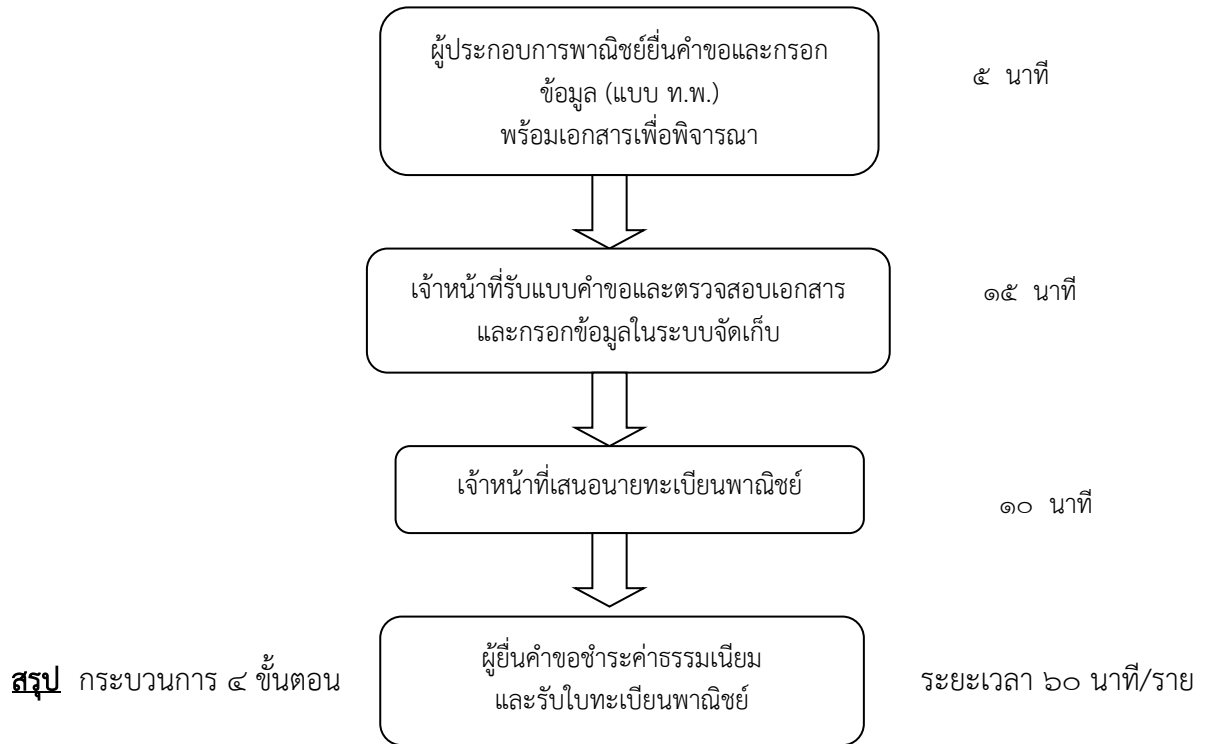 ผู้ประกอบการพาณิชย์ยื่นคำขอและกรอก
ข้อมูล (แบบ ท.พ.)
พร้อมเอกสารเพื่อพิจารณา
๕ นาที
เจ้าหน้าที่รับแบบคำขอและตรวจสอบเอกสาร
และกรอกข้อมูลในระบบจัดเก็บ
๑๕ นาที
เจ้าหน้าที่เสนอนายทะเบียนพาณิชย์
๑๐ นาที
ผู้ยื่นคำขอชำระค่าธรรมเนียม
และรับใบทะเบียนพาณิชย์
สรุป กระบวนการ ๔ ขั้นตอน
ระยะเวลา ๖๐ นาที/ราย